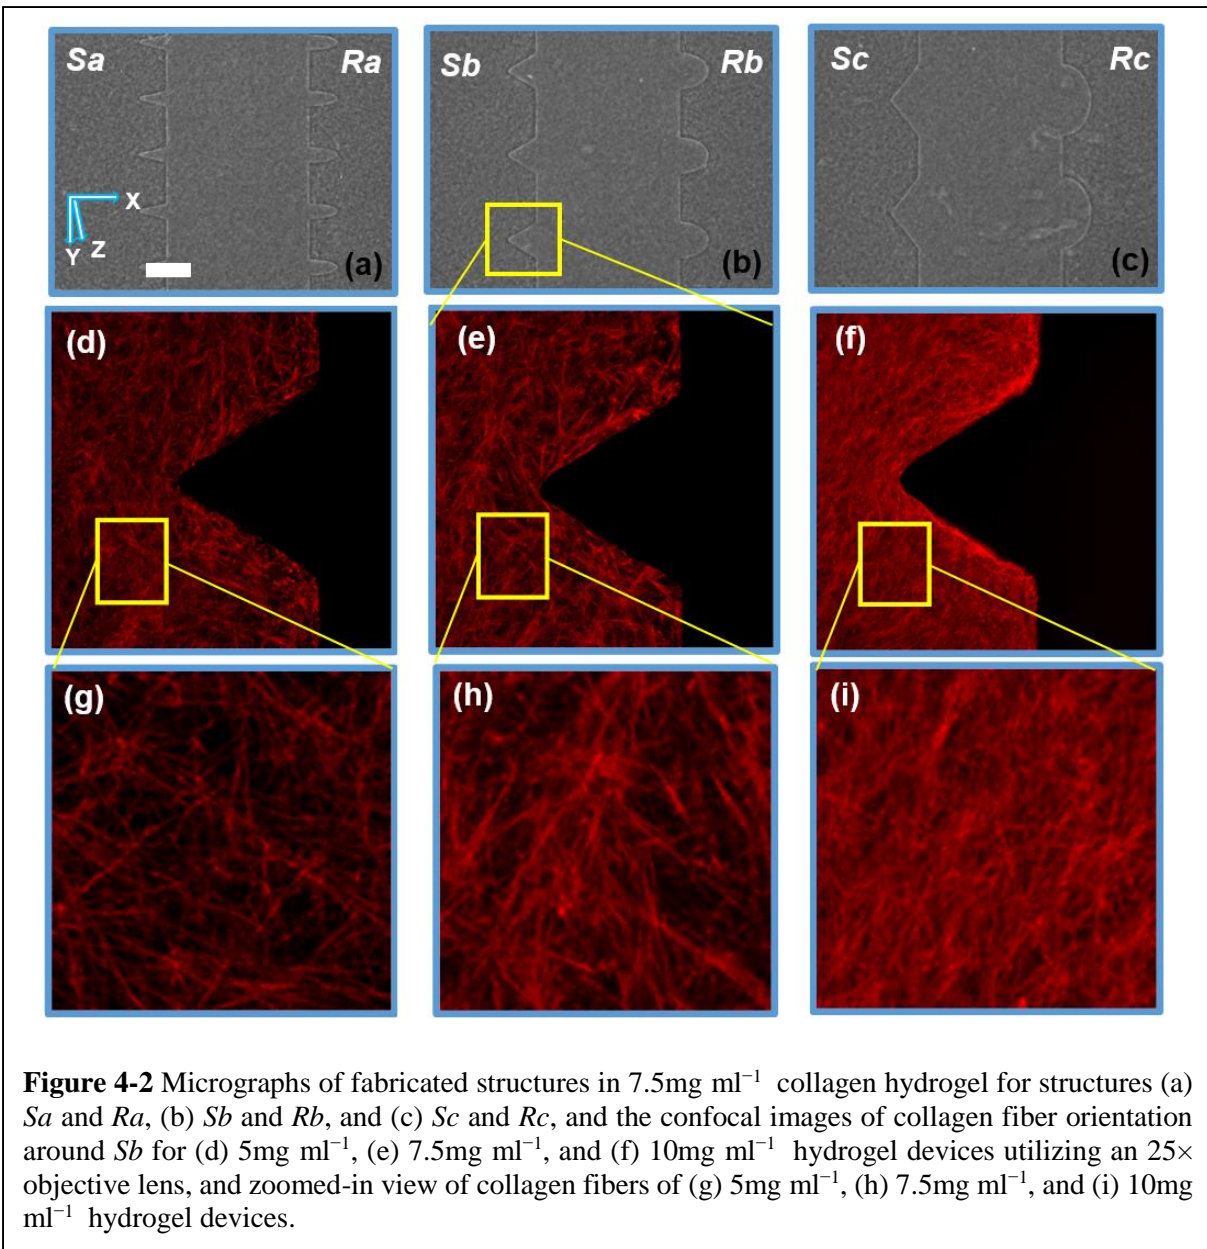 Sa Ra
Sb Rb
Sc Rc
X
Y Z
(a)
(b)
(c)
(d)
(e)
(f)
(g)
(h)
(i)
Figure 4-2 Micrographs of fabricated structures in 7.5mg ml⁻¹ collagen hydrogel for structures (a)
Sa and Ra, (b) Sb and Rb, and (c) Sc and Rc, and the confocal images of collagen fiber orientation
around Sb for (d) 5mg ml⁻¹, (e) 7.5mg ml⁻¹, and (f) 10mg ml⁻¹ hydrogel devices utilizing an 25×
objective lens, and zoomed-in view of collagen fibers of (g) 5mg ml⁻¹, (h) 7.5mg ml⁻¹, and (i) 10mg
ml⁻¹ hydrogel devices.